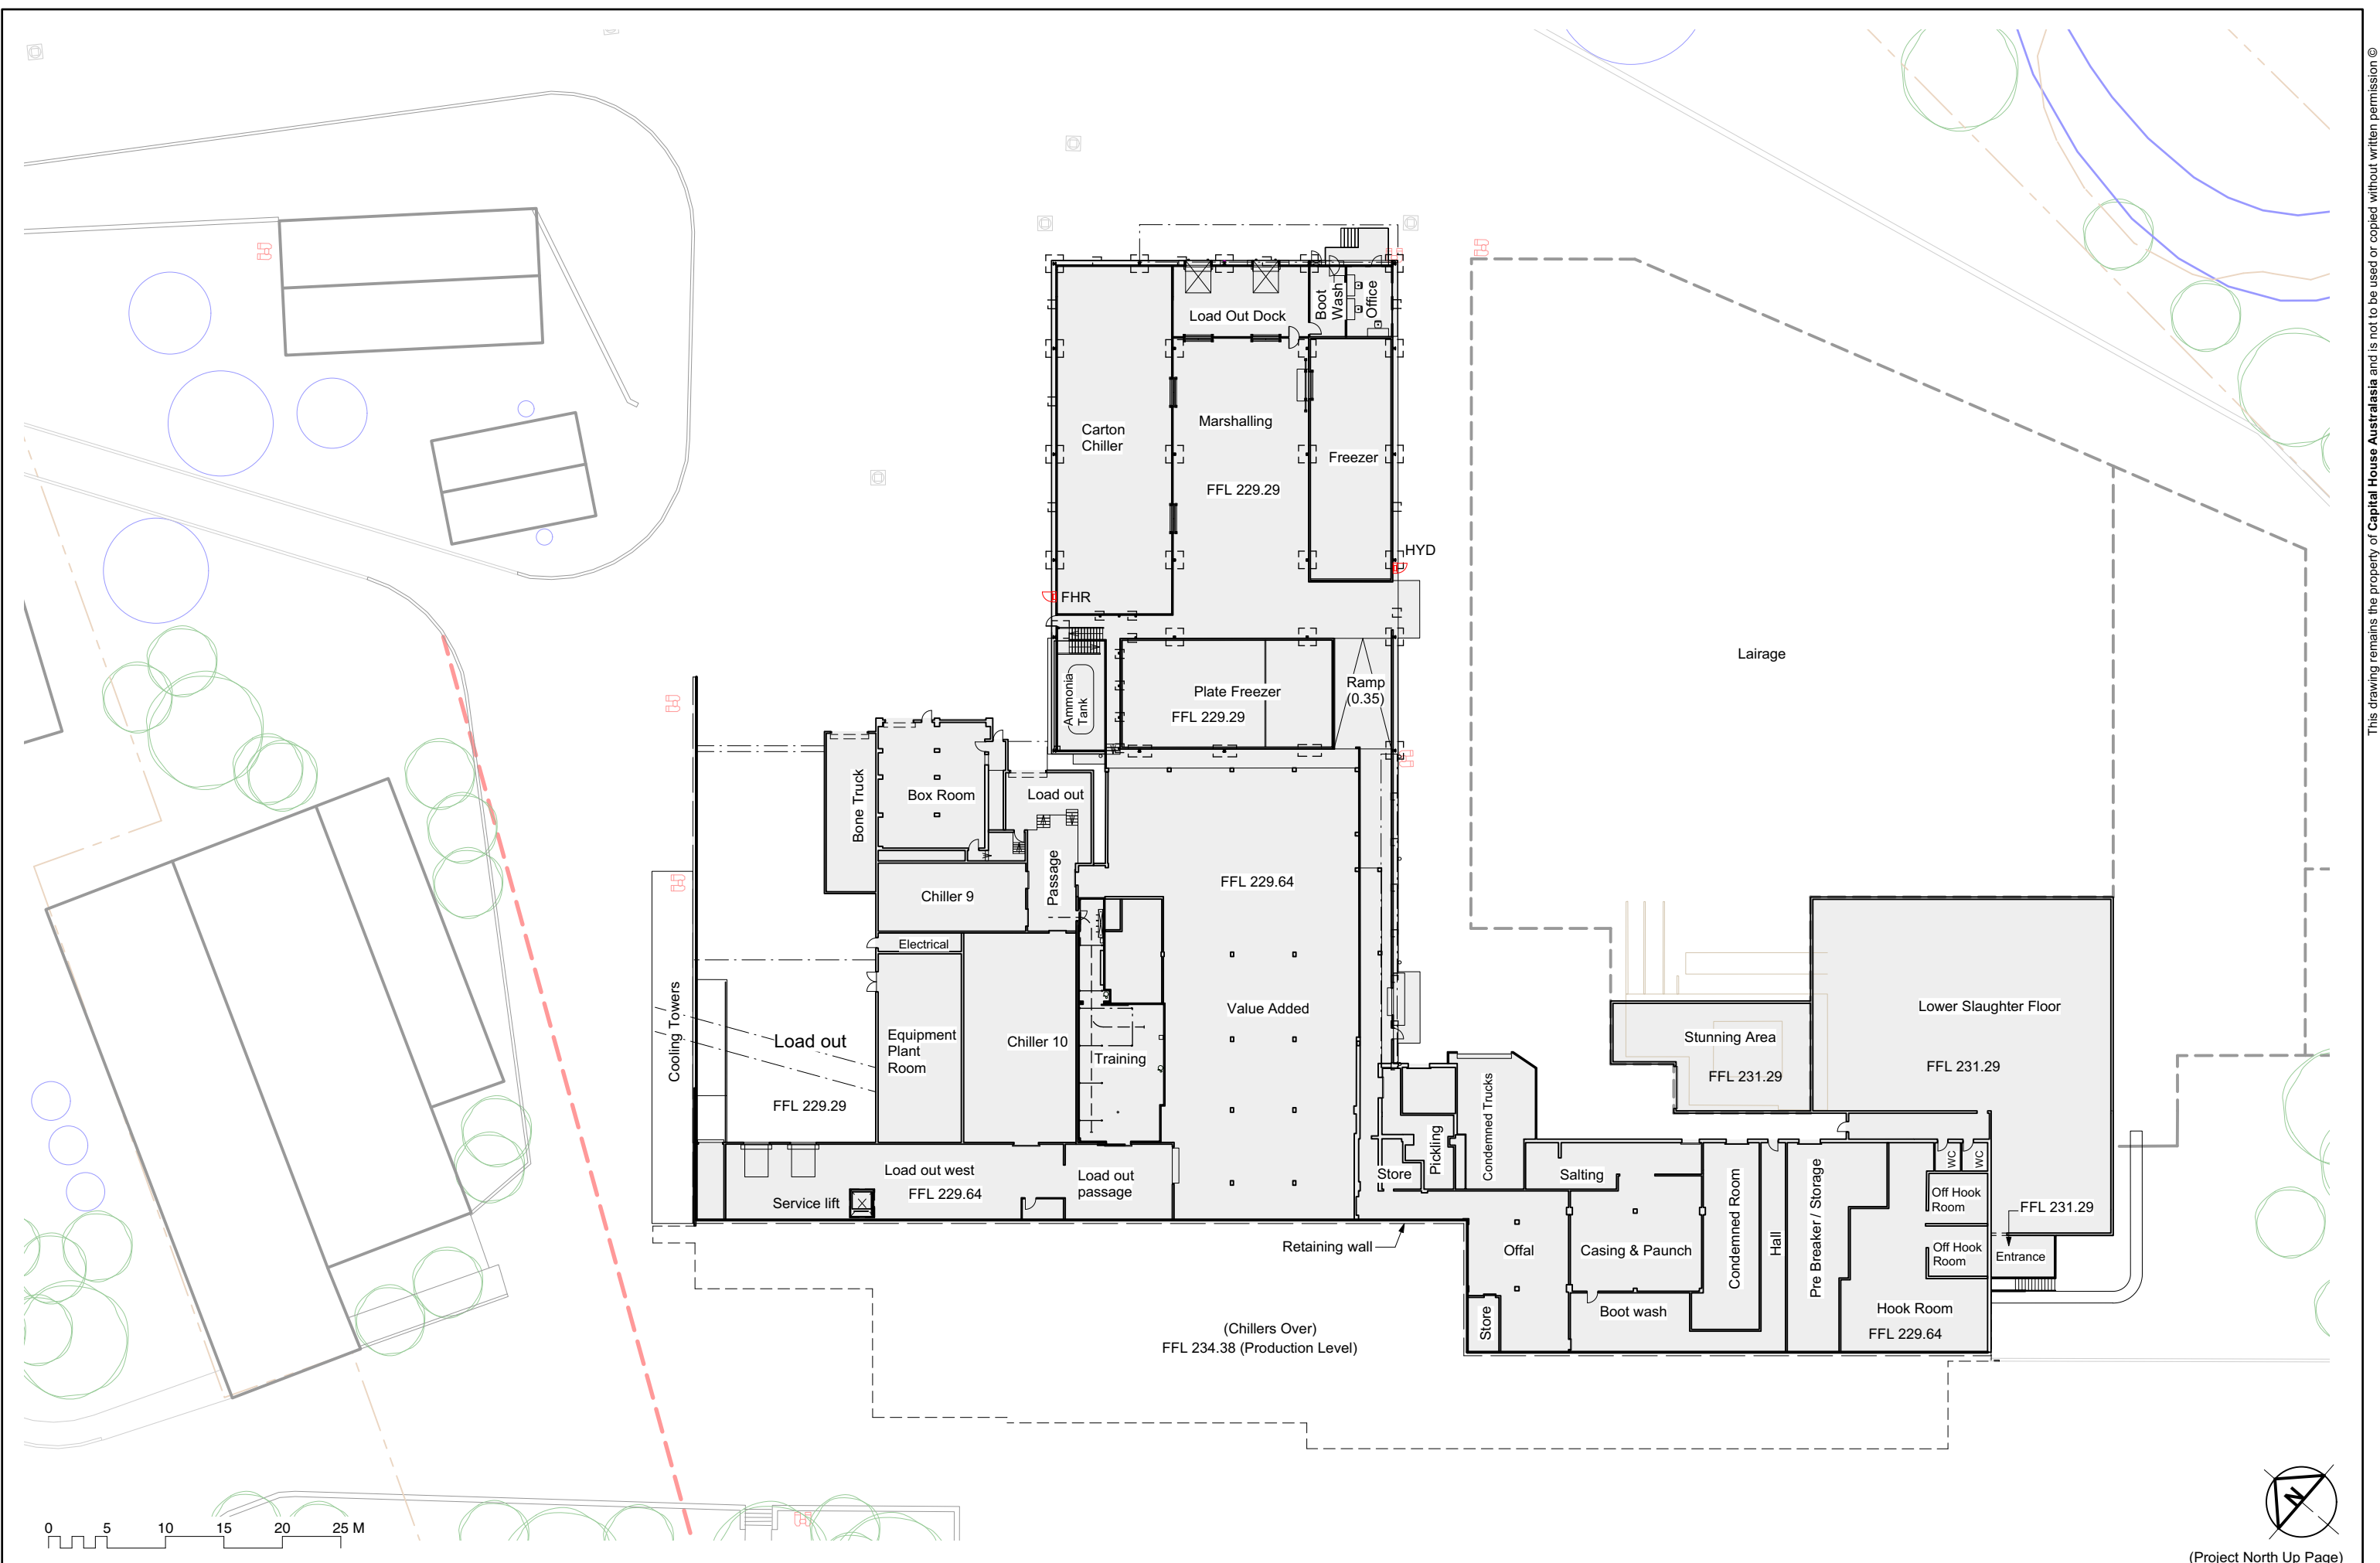 This drawing remains the property of Capital House Australasia and is not to be used or copied without written permission ©
Boot
Wash
Office
Load Out Dock
Carton
Chiller
Marshalling
Freezer
FFL 229.29
HYD
FHR
Lairage
Ammonia
Tank
Plate Freezer
FFL 229.29
Ramp
(0.35)
Bone Truck
Box Room
Load out
Passage
Chiller 9
FFL 229.64
Electrical
Cooling Towers
Load out
FFL 229.29
Equipment
Plant
Room
Chiller 10
Training
Value Added
Lower Slaughter Floor
FFL 231.29
Stunning Area
FFL 231.29
Condemned Trucks
Pickling
Store
Salting
Load out west
FFL 229.64
Service lift
Load out
passage
WC
WC
Off Hook
Room
FFL 231.29
Condemned Room
Hall
Pre Breaker / Storage
Retaining wall
Offal
Casing & Paunch
Off Hook
Room
Entrance
Store
Boot wash
Hook Room
FFL 229.64
(Chillers Over)
FFL 234.38 (Production Level)
0 5 10 15 20 25 M
N
(Project North Up Page)